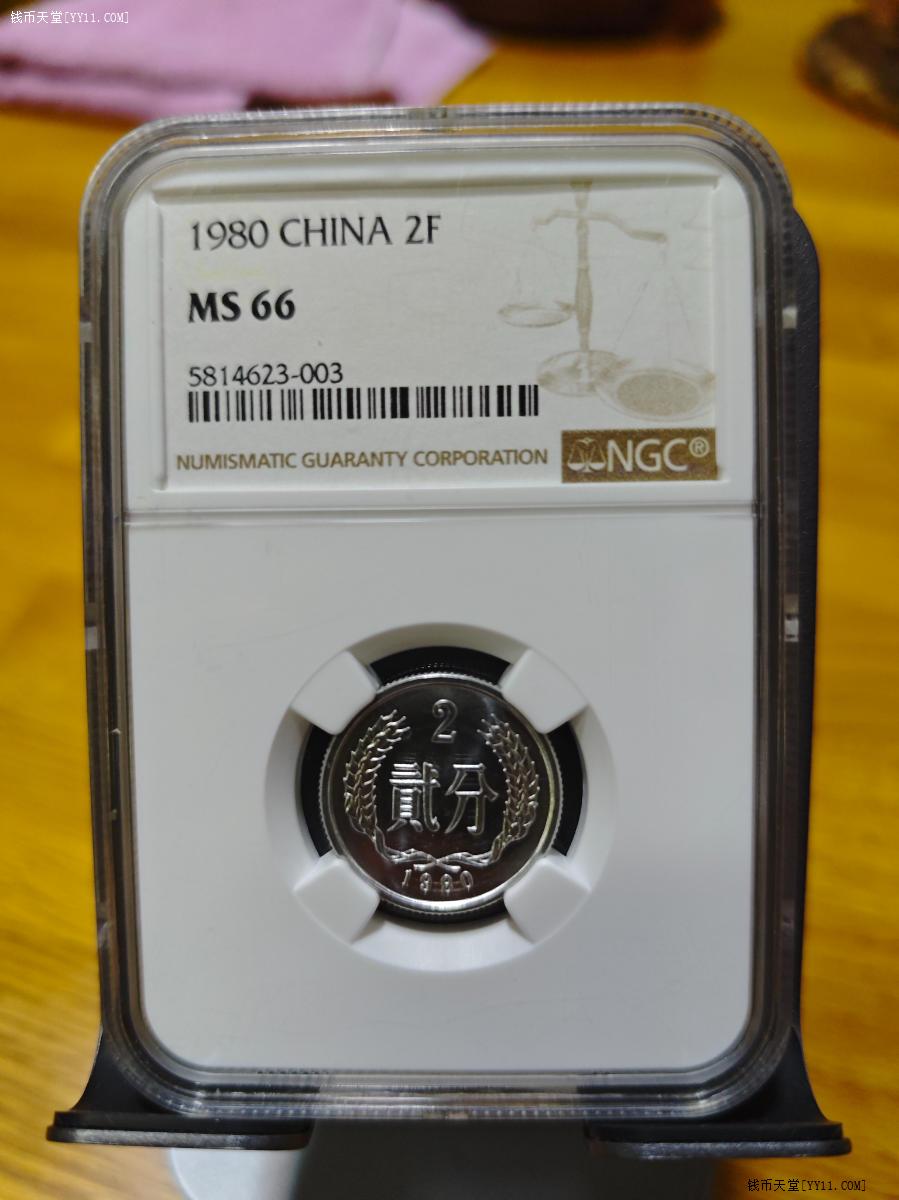 钱币天堂[YY11.COM]
1980 CHINA 2F
MS 66
5814623-003
NUMISMATIC GUARANTY CORPORATION
NGC®
2
貳分
1980
钱币天堂[YY11.COM]